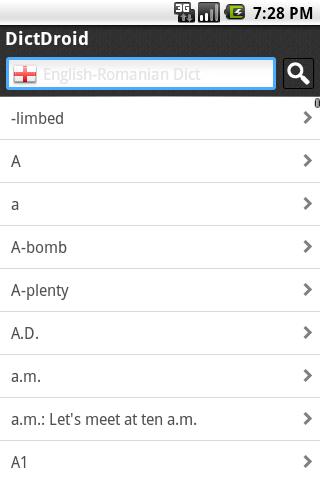 3G
7:28 PM
DictDroid
English-Romanian Dict
-limbed
A
a
A-bomb
A-plenty
A.D.
a.m.
a.m.: Let's meet at ten a.m.
A1